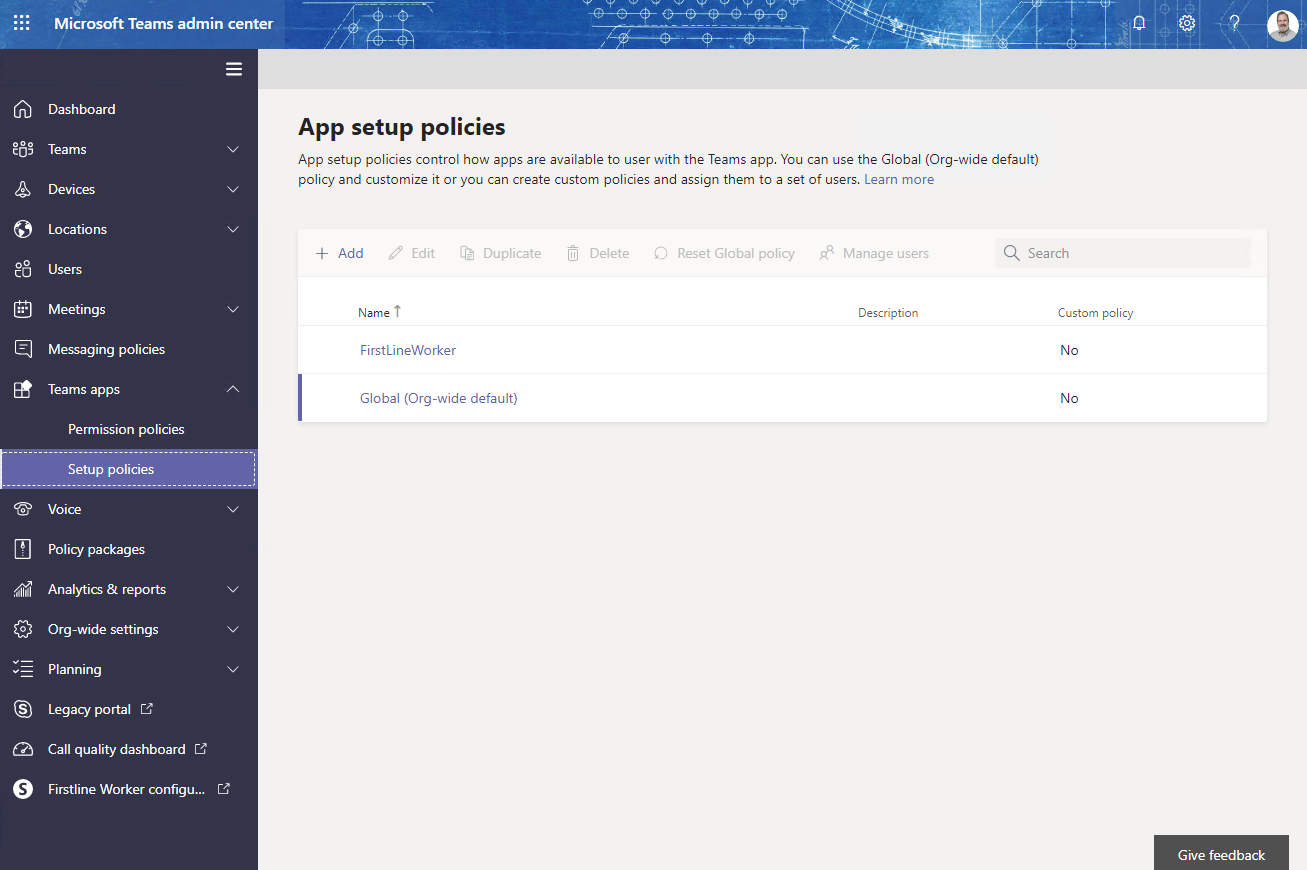 Microsoft Teams admin center
Dashboard
Teams
Devices
Locations
Users
Meetings
Messaging policies
Teams apps
Permission policies
Setup policies
Voice
Policy packages
Analytics & reports
Org-wide settings
Planning
Legacy portal
Call quality dashboard
Firstline Worker configu...
App setup policies
App setup policies control how apps are available to user with the Teams app. You can use the Global (Org-wide default)
policy and customize it or you can create custom policies and assign them to a set of users. Learn more
Add Edit Duplicate Delete Reset Global policy Manage users Search
Name Description Custom policy
FirstLineWorker No
Global (Org-wide default) No
Give feedback